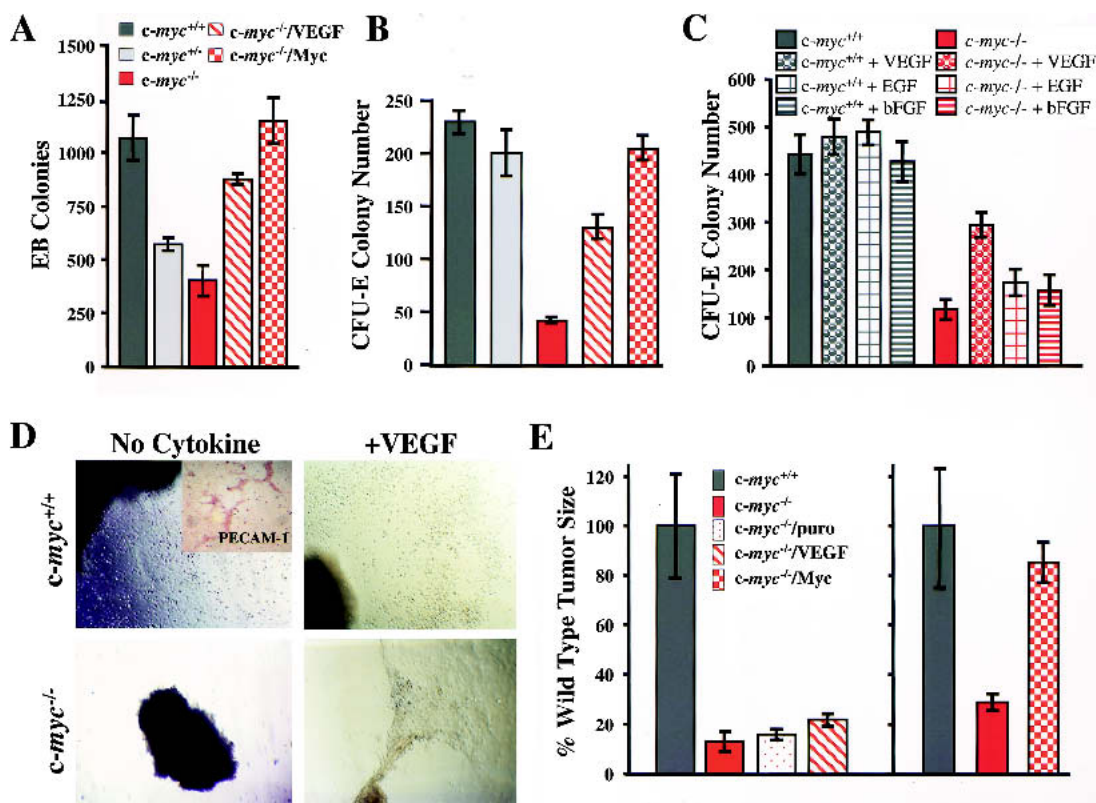 A
c-myc+/+
c-myc-/-/VEGF
c-myc+/-
c-myc-/-/Myc
c-myc-/-
EB Colonies
1500
1250
1000
750
500
250
0
B
CFU-E Colony Number
250
200
150
100
50
0
C
c-myc+/+
c-myc-/-
c-myc+/+ + VEGF
c-myc-/- + VEGF
c-myc+/+ + EGF
c-myc-/- + EGF
c-myc+/+ + bFGF
c-myc-/- + bFGF
CFU-E Colony Number
600
500
400
300
200
100
0
D
No Cytokine
+VEGF
c-myc+/+
PECAM-1
c-myc-/-
E
% Wild Type Tumor Size
120
100
80
60
40
20
0
c-myc+/+
c-myc-/-
c-myc-/-/puro
c-myc-/-/VEGF
c-myc-/-/Myc